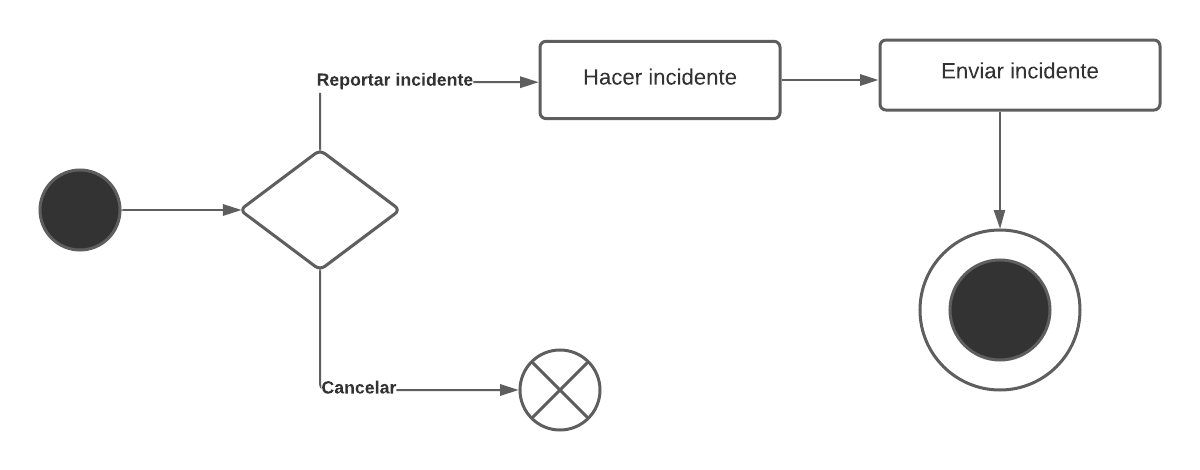 Reportar incidente
Hacer incidente
Enviar incidente
Cancelar